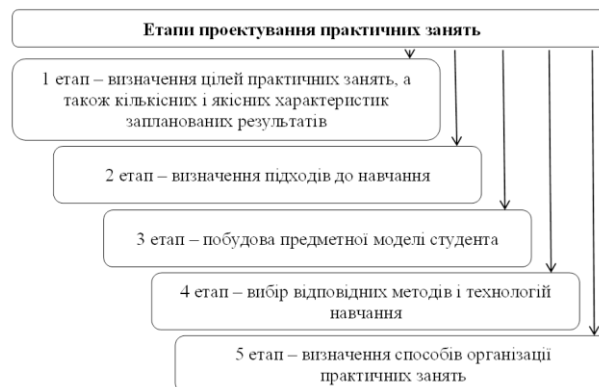 Етапи проектування практичних занять
1 етап – визначення цілей практичних занять, а
також кількісних і якісних характеристик
запланованих результатів
2 етап – визначення підходів до навчання
3 етап – побудова предметної моделі студента
4 етап – вибір відповідних методів і технологій
навчання
5 етап – визначення способів організації
практичних занять